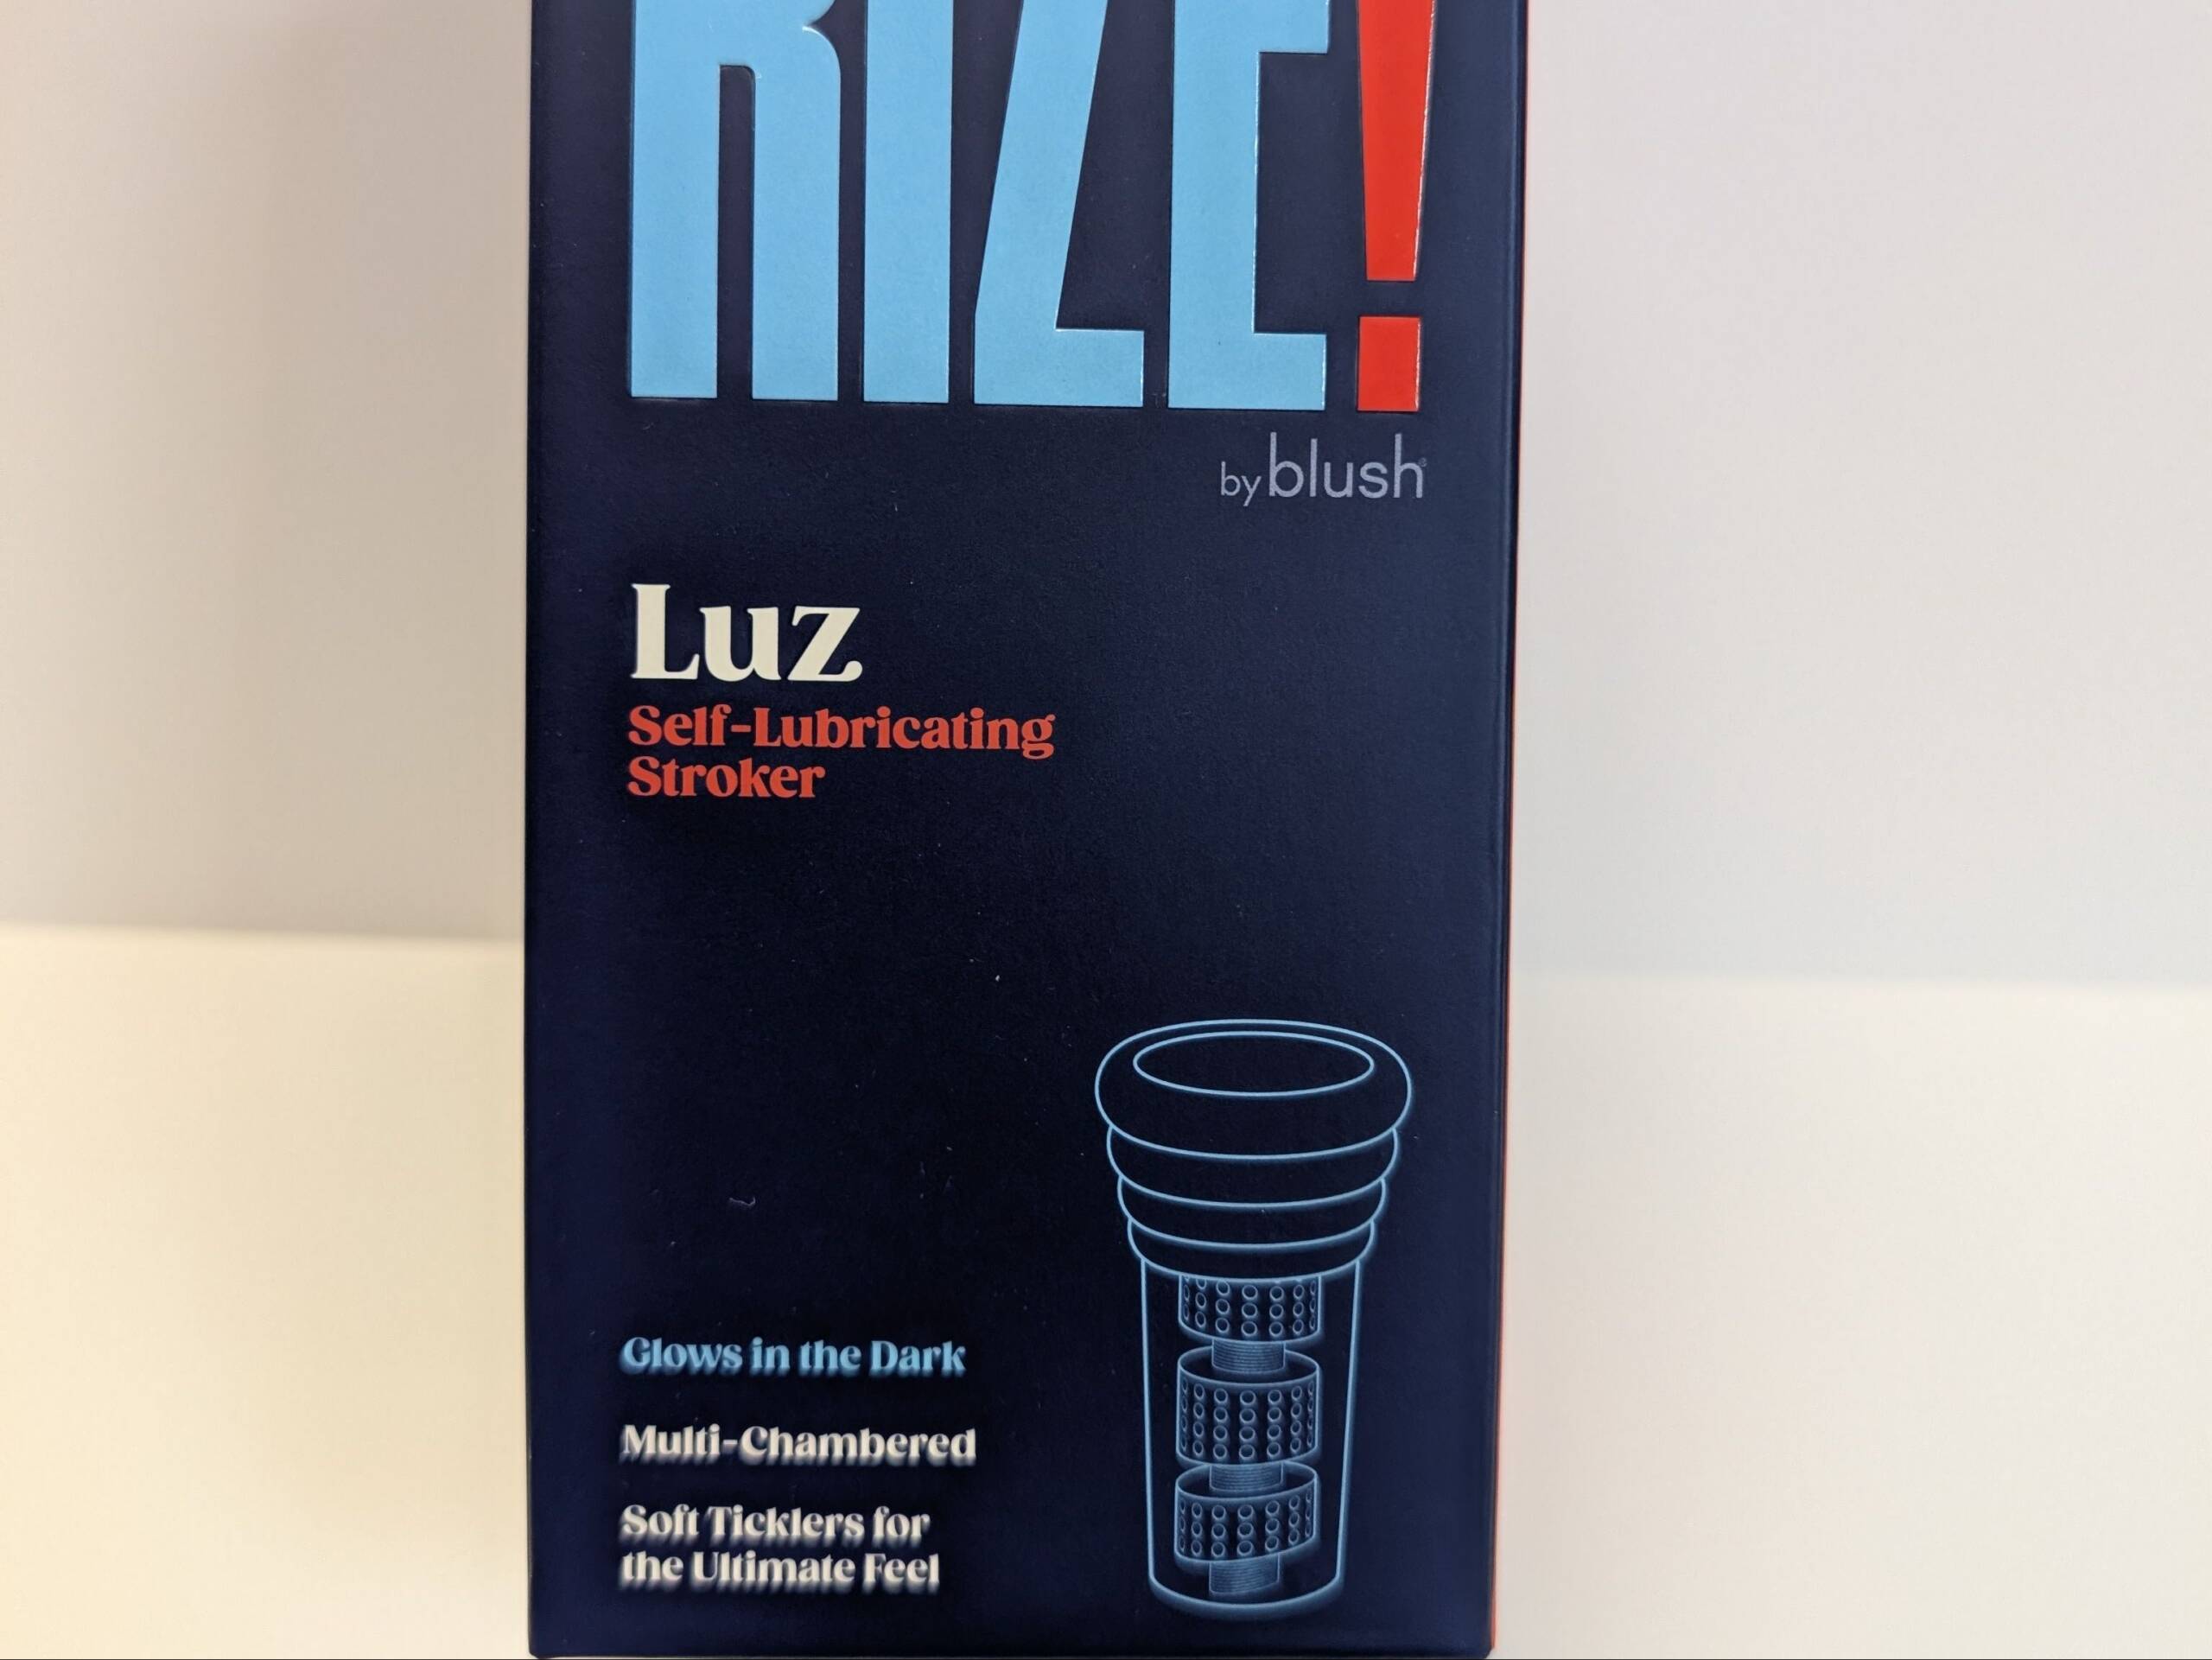 RIZE!
by blush
Luz
Self-Lubricating
Stroker
Glows in the Dark
Multi-Chambered
Soft Ticklers for
the Ultimate Feel